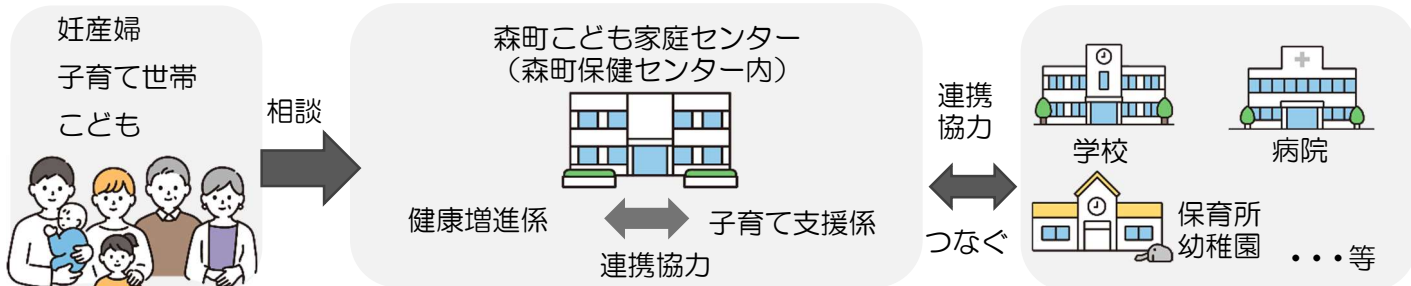 妊産婦
子育て世帯
こども
相談
森町こども家庭センター
（森町保健センター内）
健康増進係
子育て支援係
連携協力
連携
協力
つなぐ
学校
病院
保育所
幼稚園
・・・等